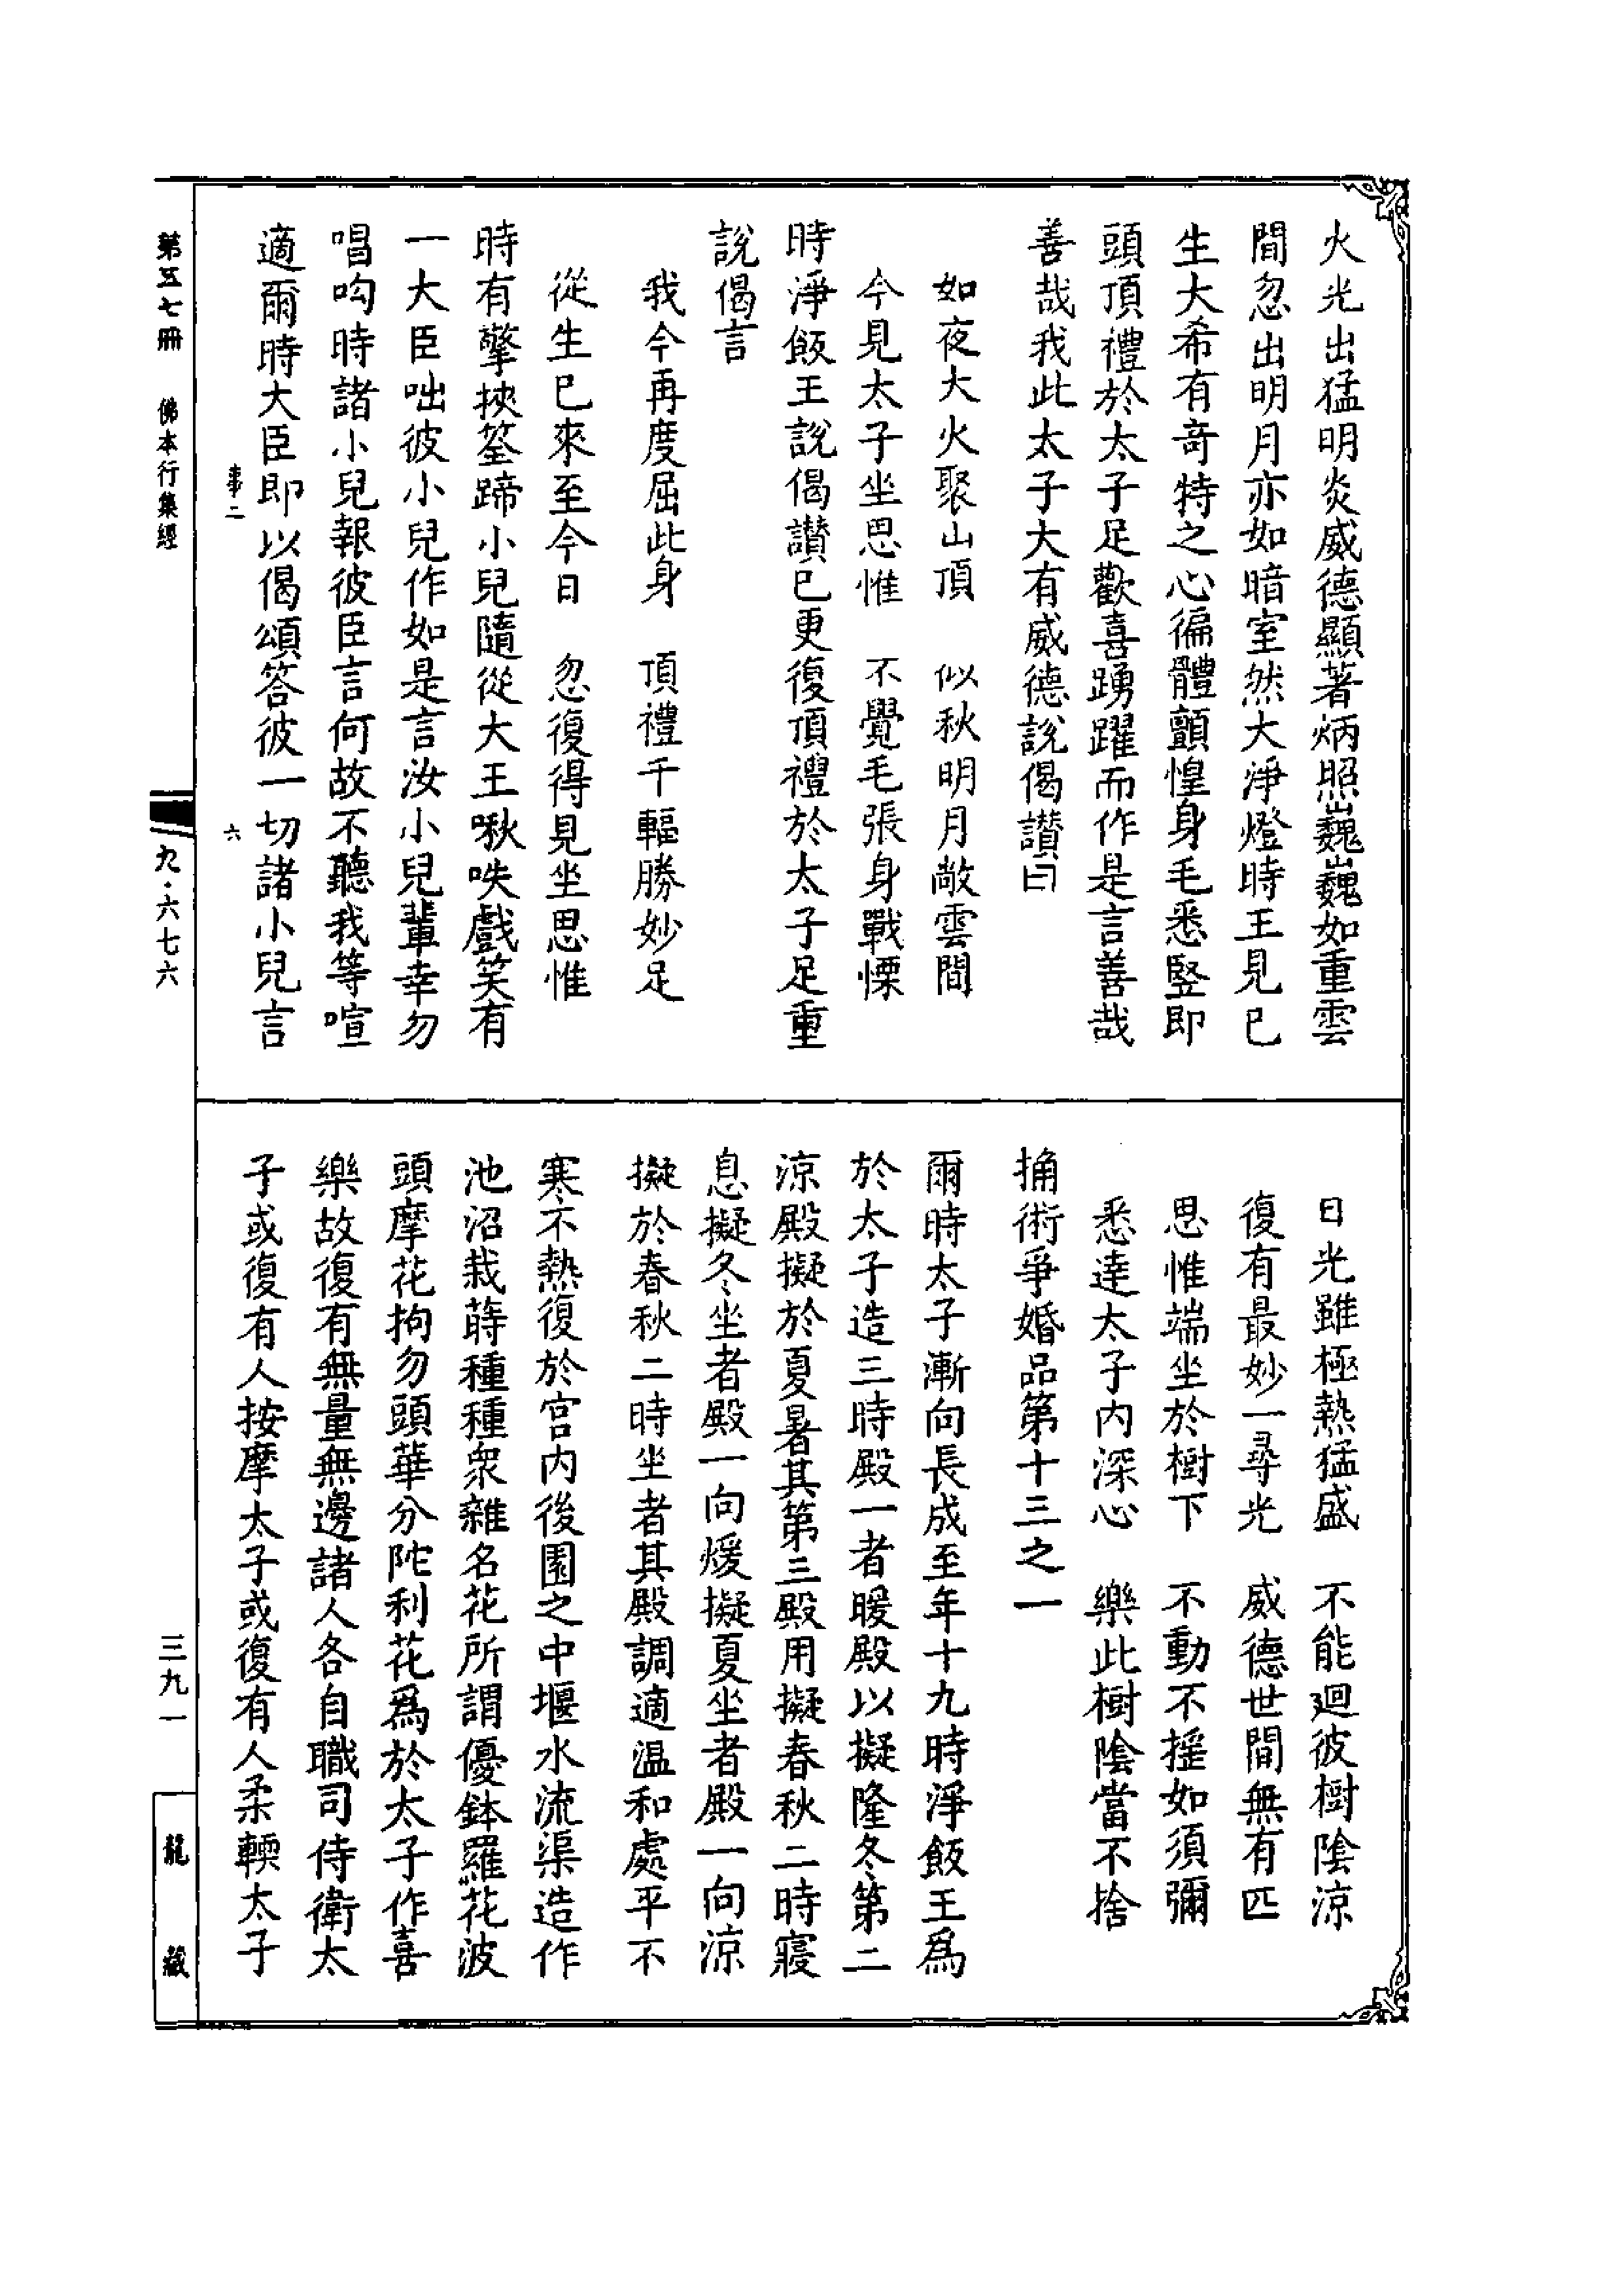 火光出猛明炎威德顯著炳照巍巍如重雲
間忽出明月亦如暗室然大淨燈時王見已
生大希有奇特之心徧體顫惶身毛悉竪即
頭頂禮於太子足歡喜踊躍而作是言善哉
善哉我此太子大有威德說偈讃曰
如夜大火聚山頂　似秋明月敞雲間
今見太子坐思惟　不覺毛張身戰慄
時淨飯王說偈讃已更復頂禮於太子足重
說偈言
我今再度屈此身　頂禮千輻勝妙足
從生已來至今日　忽復得見坐思惟
時有擎挾筌蹄小兒隨從大王啾唤戲笑有
一大臣咄彼小兒作如是言汝小兒輩幸勿
唱呴時諸小兒報彼臣言何故不聽我等喧
適爾時大臣即以偈頌答彼一切諸小兒言
日光雖極熱猛盛　不能迴彼樹陰涼
復有最妙一尋光　威德世間無有匹
思惟端坐於樹下　不動不摇如須彌
悉達太子内深心　樂此樹陰當不捨
捔術爭婚品第十三之一
爾時太子漸向長成至年十九時淨飯王爲
於太子造三時殿一者暖殿以擬隆冬第二
涼殿擬於夏暑其第三殿用擬春秋二時寢
息擬冬坐者殿一向煖擬夏坐者殿一向涼
擬於春秋二時坐者其殿調適温和處平不
寒不熱復於宫内後園之中堰水流渠造作
池沼栽蒔種種衆雜名花所謂優鉢羅花波
頭摩花拘勿頭華分陀利花爲於太子作喜
樂故復有無量無邊諸人各自職司侍衛太
子或復有人按摩太子或復有人柔輭太子
事二　六
第五七冊　佛本行集經
九·六七六
三九一
龍藏